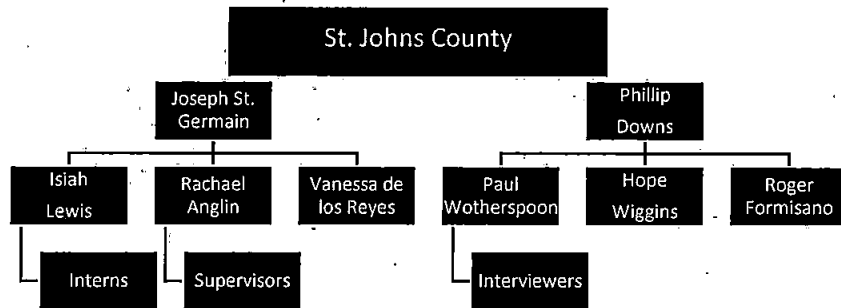 St. Johns County
Joseph St.
Germain
Phillip
Downs
Isiah
Lewis
Rachael
Anglin
Vanessa de
los Reyes
Paul
Wotherspoon
Hope
Wiggins
Roger
Formisano
Interns
Supervisors
Interviewers